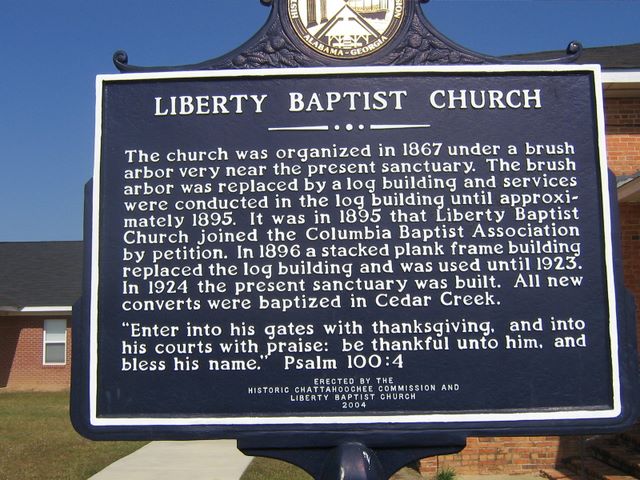 ALABAMA-GEORGIA
LIBERTY BAPTIST CHURCH
The church was organized in 1867 under a brush
arbor very near the present sanctuary. The brush
arbor was replaced by a log building and services
were conducted in the log building until approxi-
mately 1895. It was in 1895 that Liberty Baptist
Church joined the Columbia Baptist Association
by petition. In 1896 a stacked plank frame building
replaced the log building and was used until 1923.
In 1924 the present sanctuary was built. All new
converts were baptized in Cedar Creek.
"Enter into his gates with thanksgiving, and into
his courts with praise: be thankful unto him, and
bless his name." Psalm 100:4
ERECTED BY THE
HISTORIC CHATTAHOOCHEE COMMISSION AND
LIBERTY BAPTIST CHURCH
2004